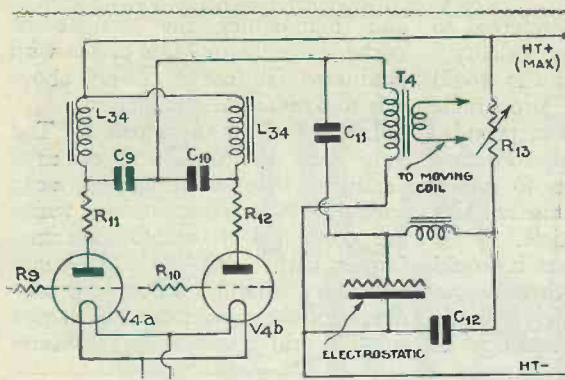 HT+
(MAX)
L34
L34
T4
C9
C10
C11
R13
TO MOVING
COIL
R11
R12
R9
R10
V4a
V4b
C12
ELECTROSTATIC
HT-